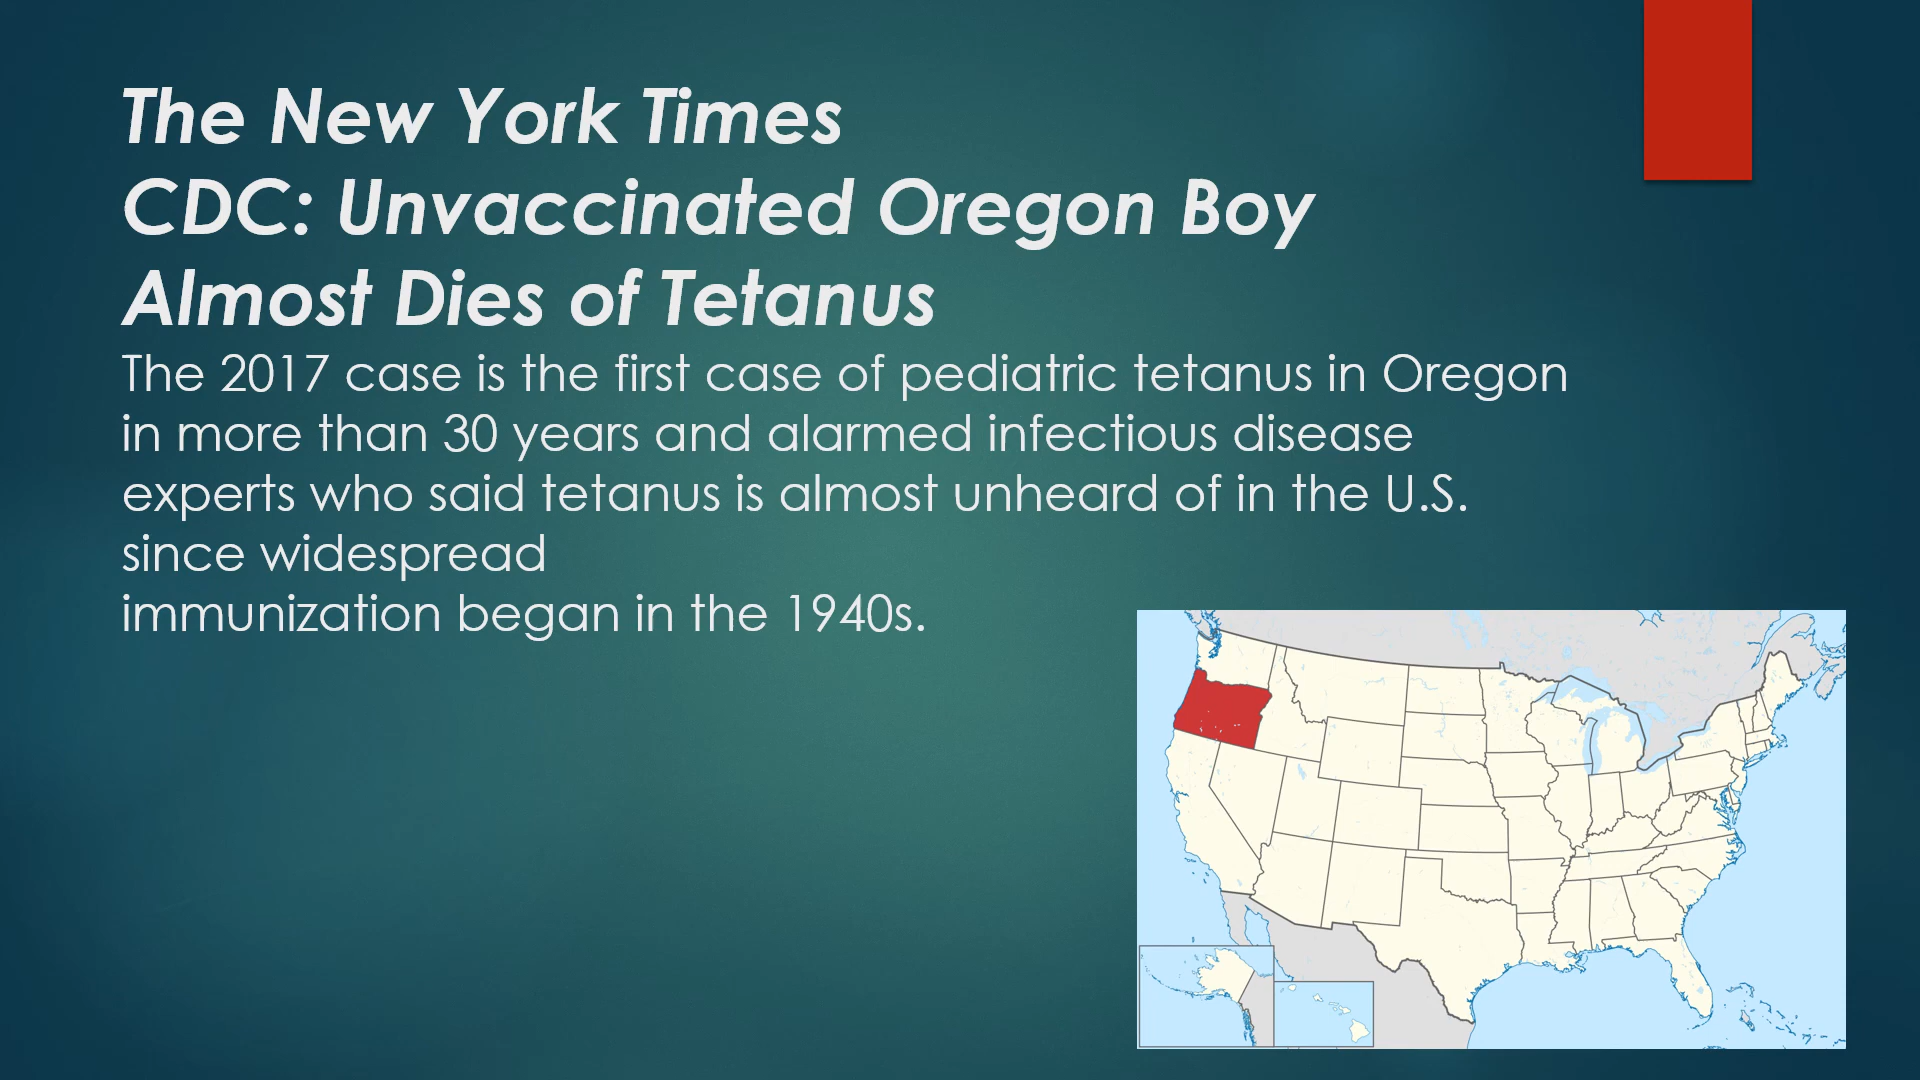 The New York Times
CDC: Unvaccinated Oregon Boy
Almost Dies of Tetanus
The 2017 case is the first case of pediatric tetanus in Oregon
in more than 30 years and alarmed infectious disease
experts who said tetanus is almost unheard of in the U.S.
since widespread
immunization began in the 1940s.